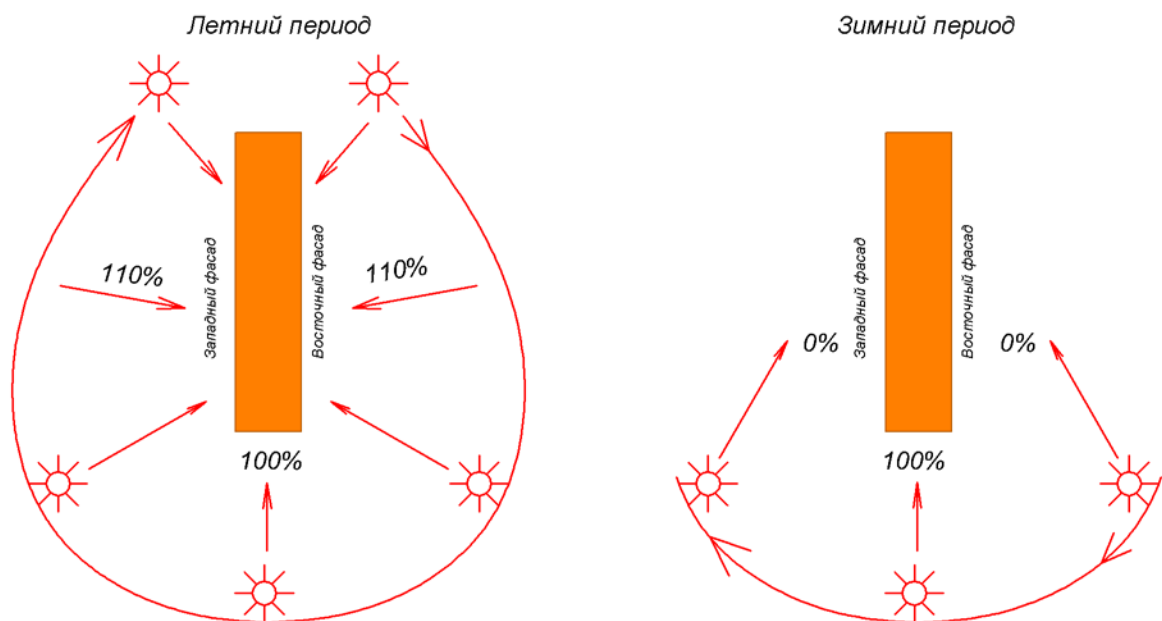 Летний период
110%
Западный фасад
Восточный фасад
110%
100%
Зимний период
0%
Западный фасад
Восточный фасад
0%
100%